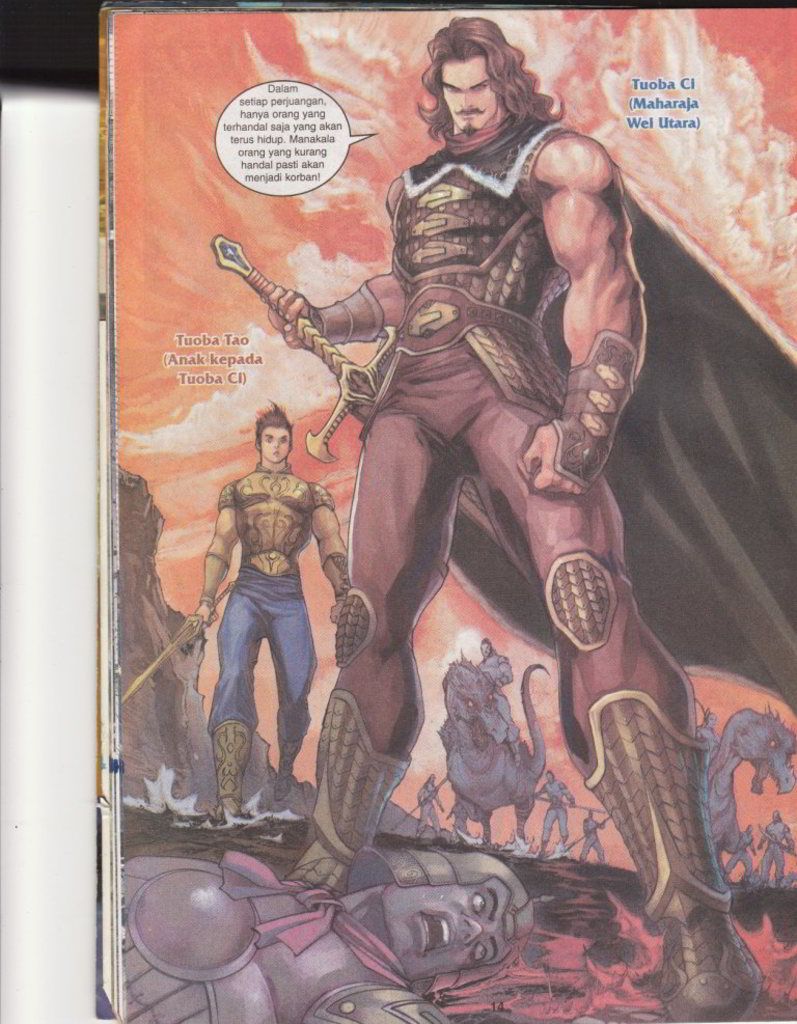 Dalam
setiap perjuangan,
hanya orang yang
terhandal saja yang akan
terus hidup. Manakala
orang yang kurang
handal pasti akan
menjadi korban!
Tuoba Ci
(Maharaja
Wei Utara)
Tuoba Tao
(Anak kepada
Tuoba Ci)
14